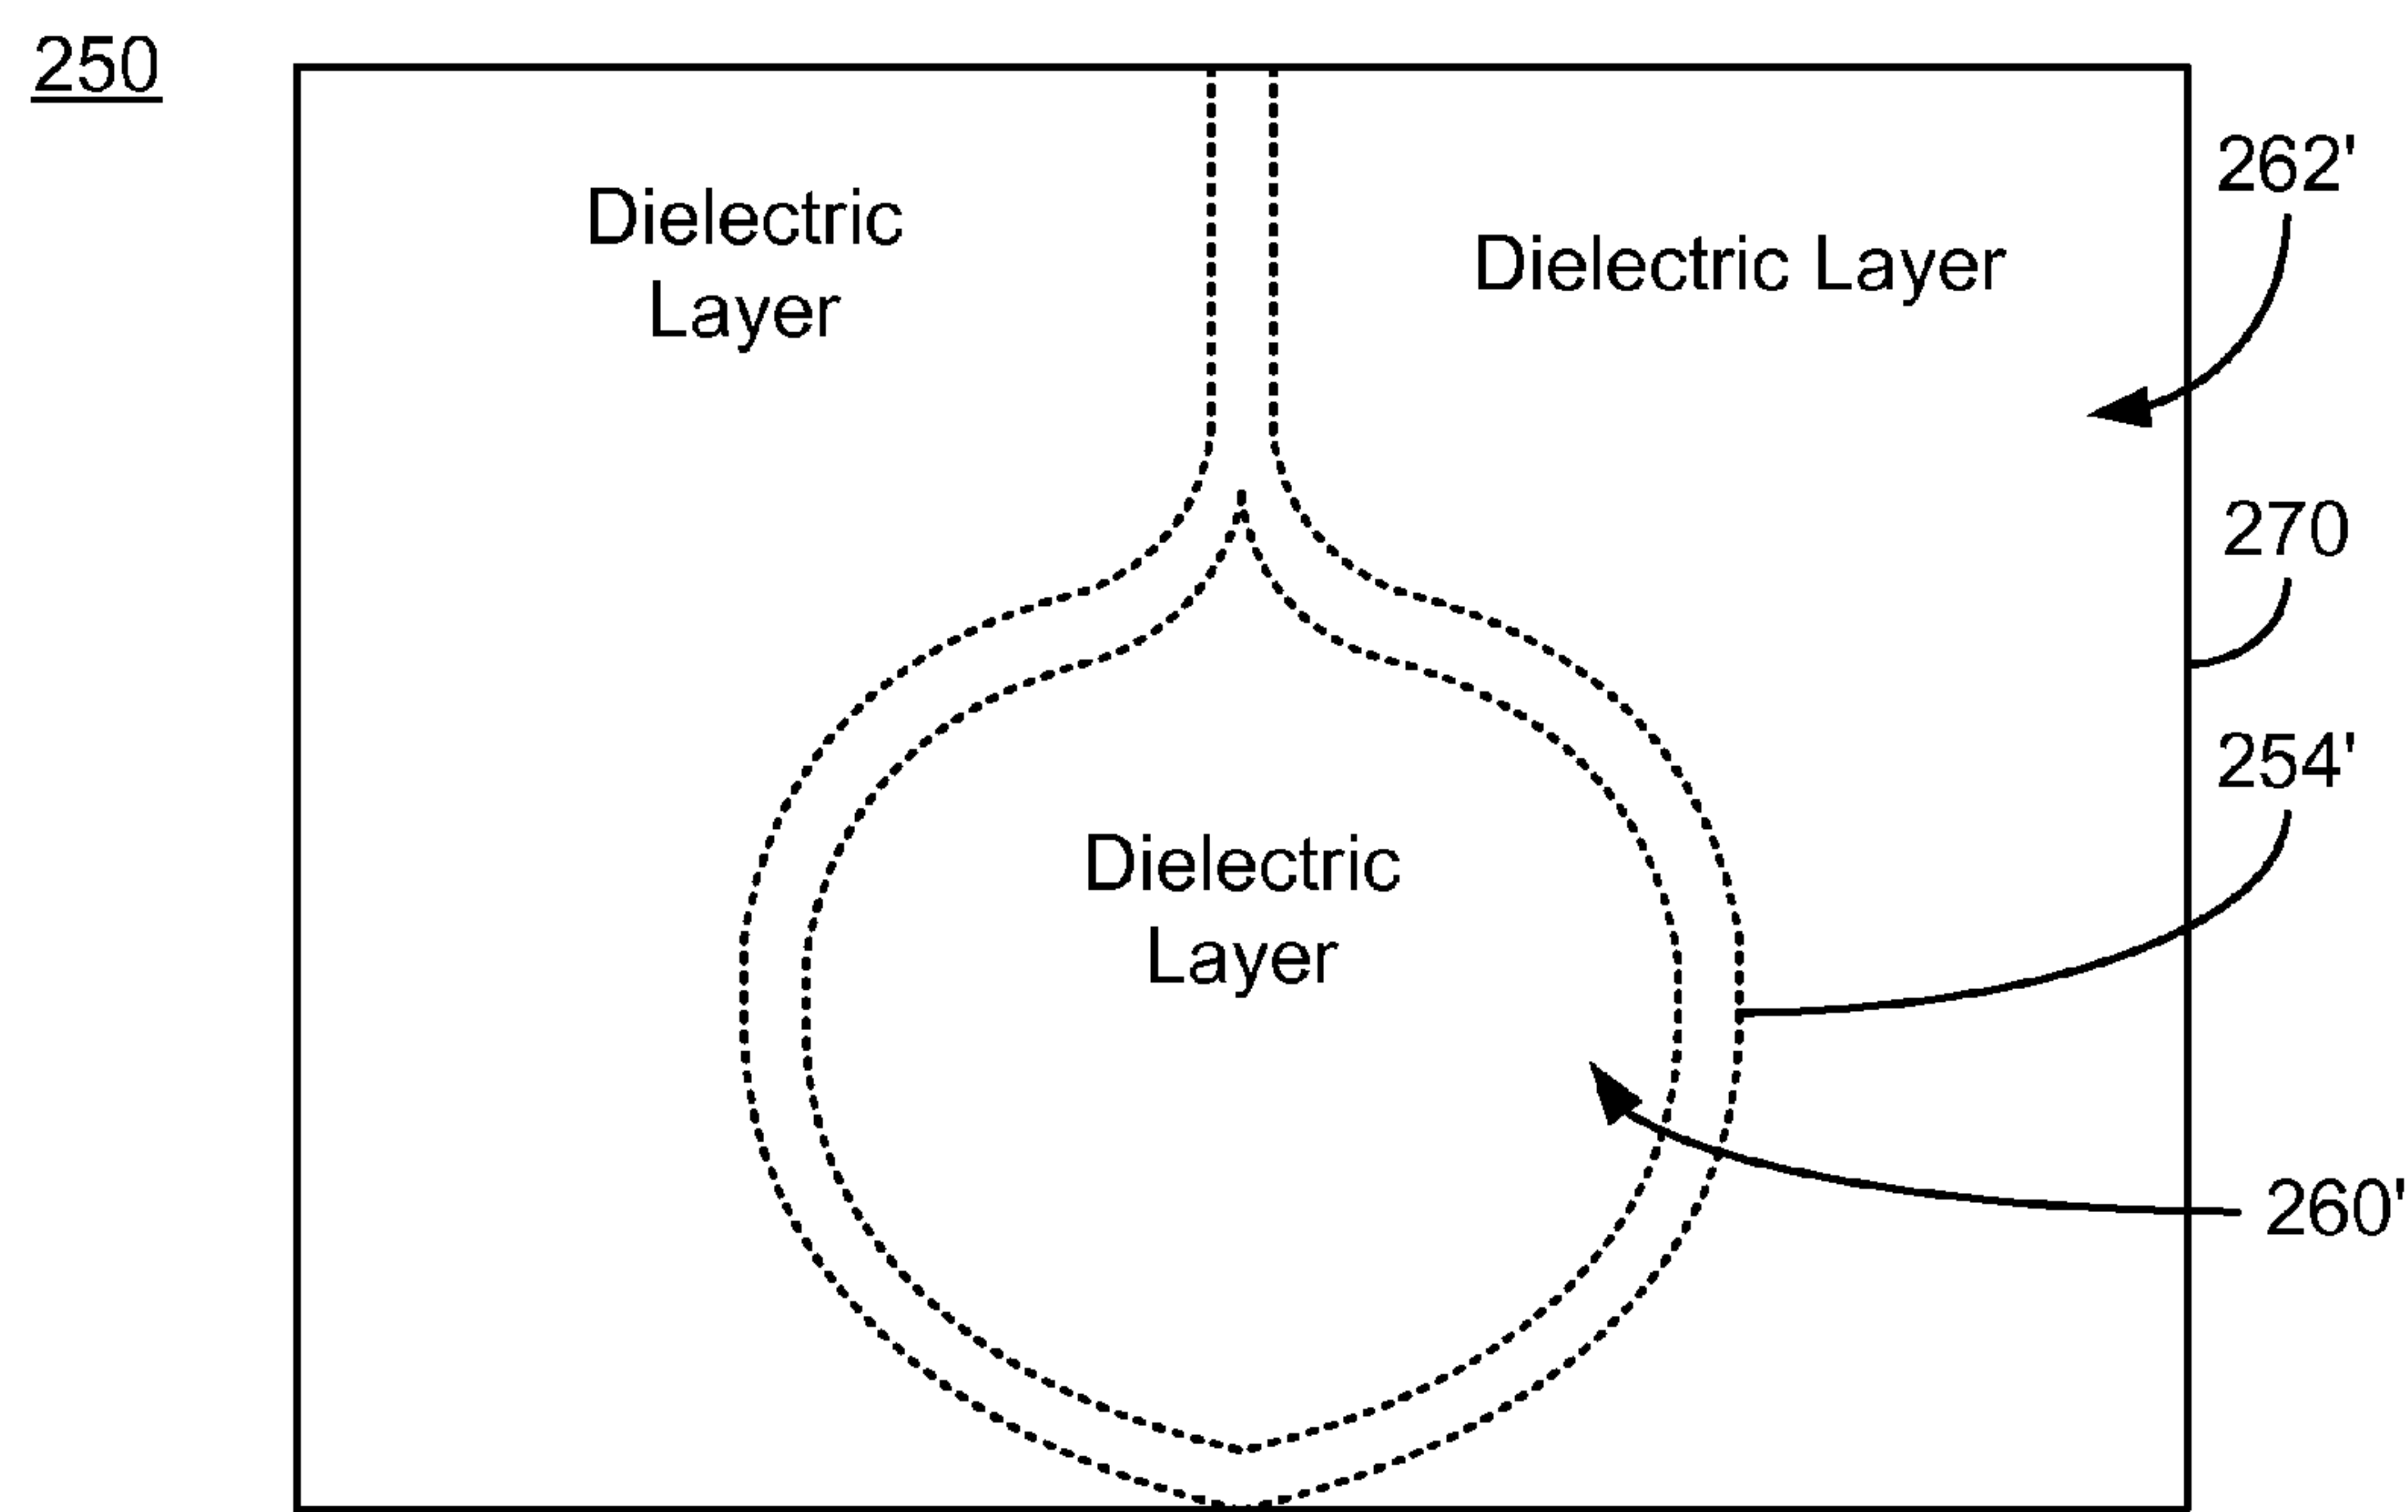 250
262'
Dielectric
Layer
Dielectric Layer
270
254'
Dielectric
Layer
260'